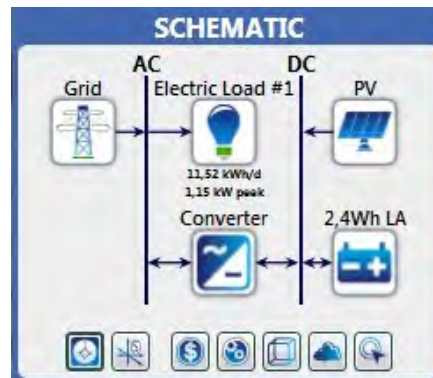 SCHEMATIC
AC DC
Grid Electric Load #1 PV
11,52 kWh/d
1,15 kW peak
Converter 2,4Wh LA